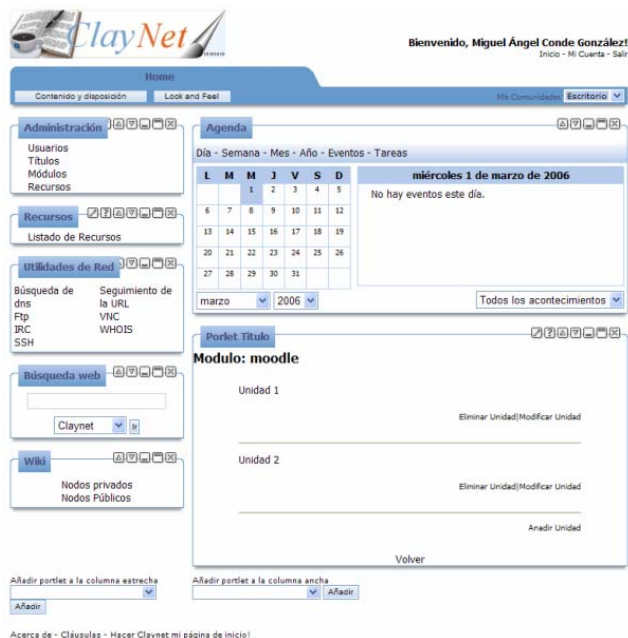 ClayNet
Bienvenido, Miguel Ángel Conde González!
Inicio - Mi Cuenta - Salir
Home
Contenido y disposición
Look and Feel
Mis Comunidades
Escritorio
Administración
Usuarios
Títulos
Módulos
Recursos
Recursos
Listado de Recursos
Utilidades de Red
Búsqueda de dns
Ftp
IRC
SSH
Seguimiento de la URL
VNC
WHOIS
Búsqueda web
Claynet
Ir
Wiki
Nodos privados
Nodos Públicos
Agenda
Día - Semana - Mes - Año - Eventos - Tareas
L M M J V S D
1 2 3 4 5
6 7 8 9 10 11 12
13 14 15 16 17 18 19
20 21 22 23 24 25 26
27 28 29 30 31
marzo
2006
miércoles 1 de marzo de 2006
No hay eventos este día.
Todos los acontecimientos
Porlet Titulo
Modulo: moodle
Unidad 1
Eliminar Unidad|Modificar Unidad
Unidad 2
Eliminar Unidad|Modificar Unidad
Anadir Unidad
Volver
Añadir portlet a la columna estrecha
Añadir
Añadir portlet a la columna ancha
Añadir
Acerca de - Cláusulas - Hacer Claynet mi página de inicio!